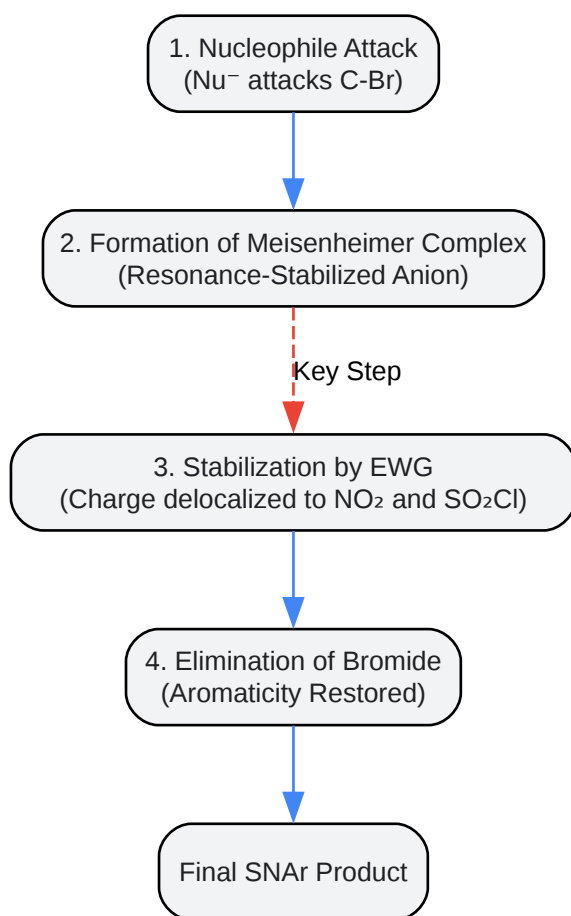 1. Nucleophile Attack
(Nu⁻ attacks C-Br)
2. Formation of Meisenheimer Complex
(Resonance-Stabilized Anion)
Key Step
3. Stabilization by EWG
(Charge delocalized to NO₂ and SO₂Cl)
4. Elimination of Bromide
(Aromaticity Restored)
Final SNAr Product